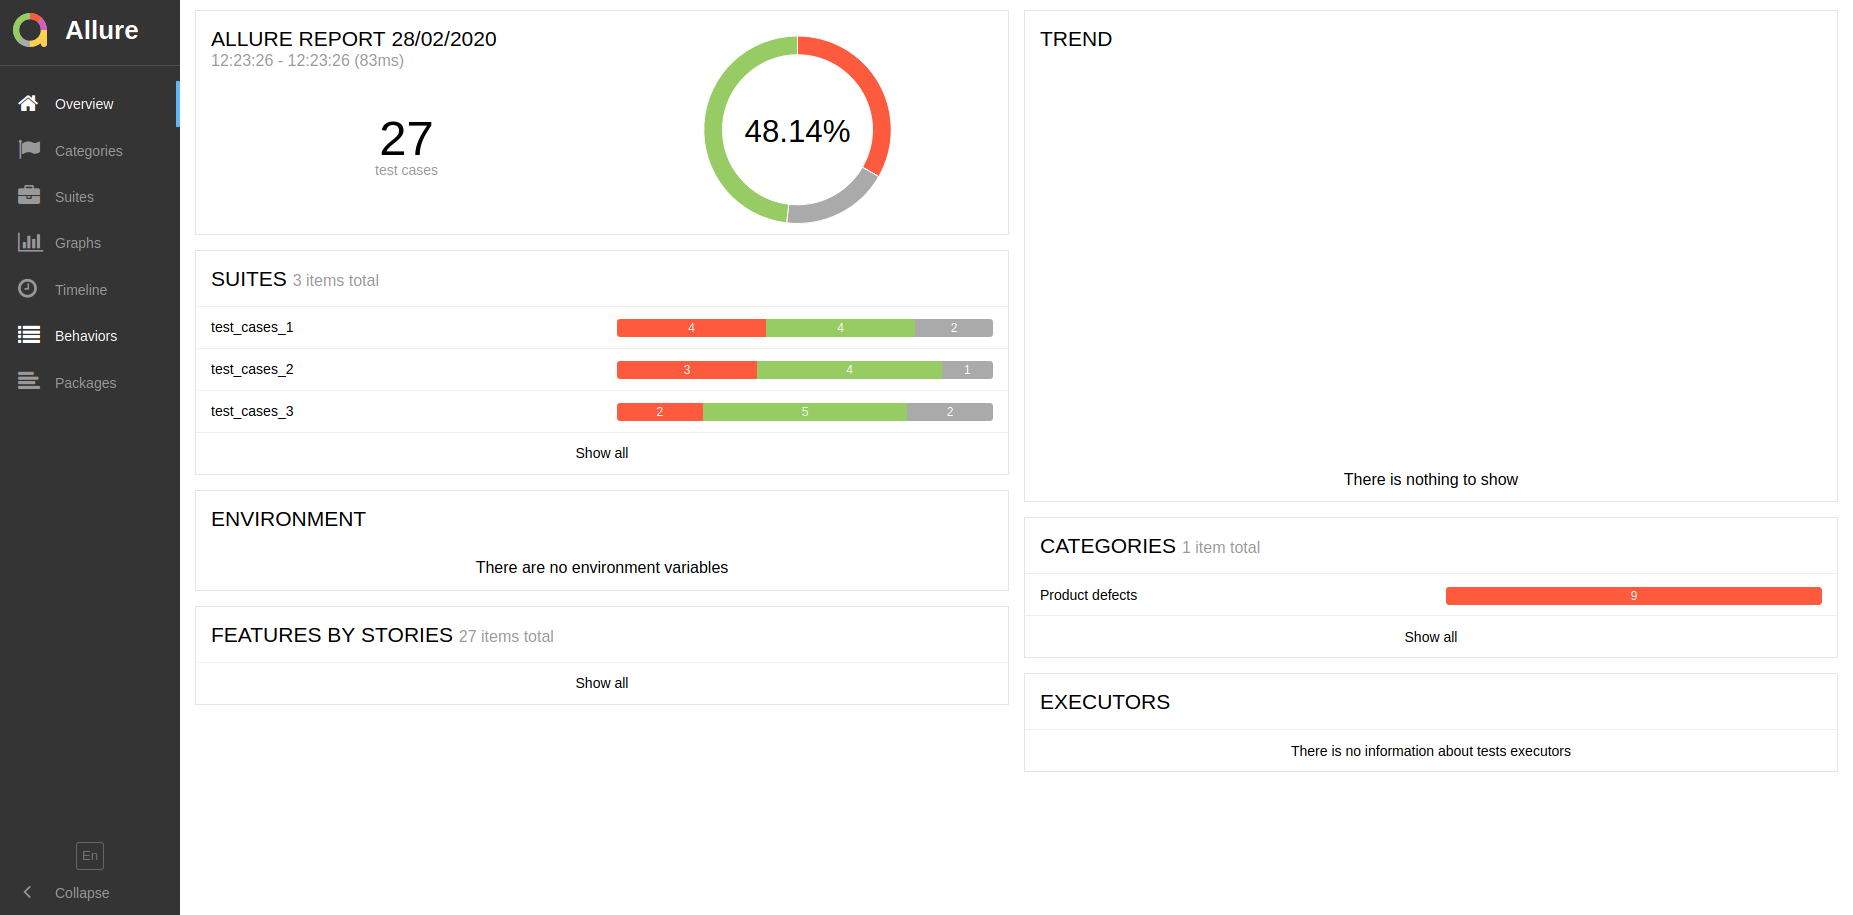 Allure
Overview
Categories
Suites
Graphs
Timeline
Behaviors
Packages
En
Collapse
ALLURE REPORT 28/02/2020
12:23:26 - 12:23:26 (83ms)
27
test cases
48.14%
SUITES 3 items total
test_cases_1 4 4 2
test_cases_2 3 4 1
test_cases_3 2 5 2
Show all
ENVIRONMENT
There are no environment variables
FEATURES BY STORIES 27 items total
Show all
TREND
There is nothing to show
CATEGORIES 1 item total
Product defects 9
Show all
EXECUTORS
There is no information about tests executors